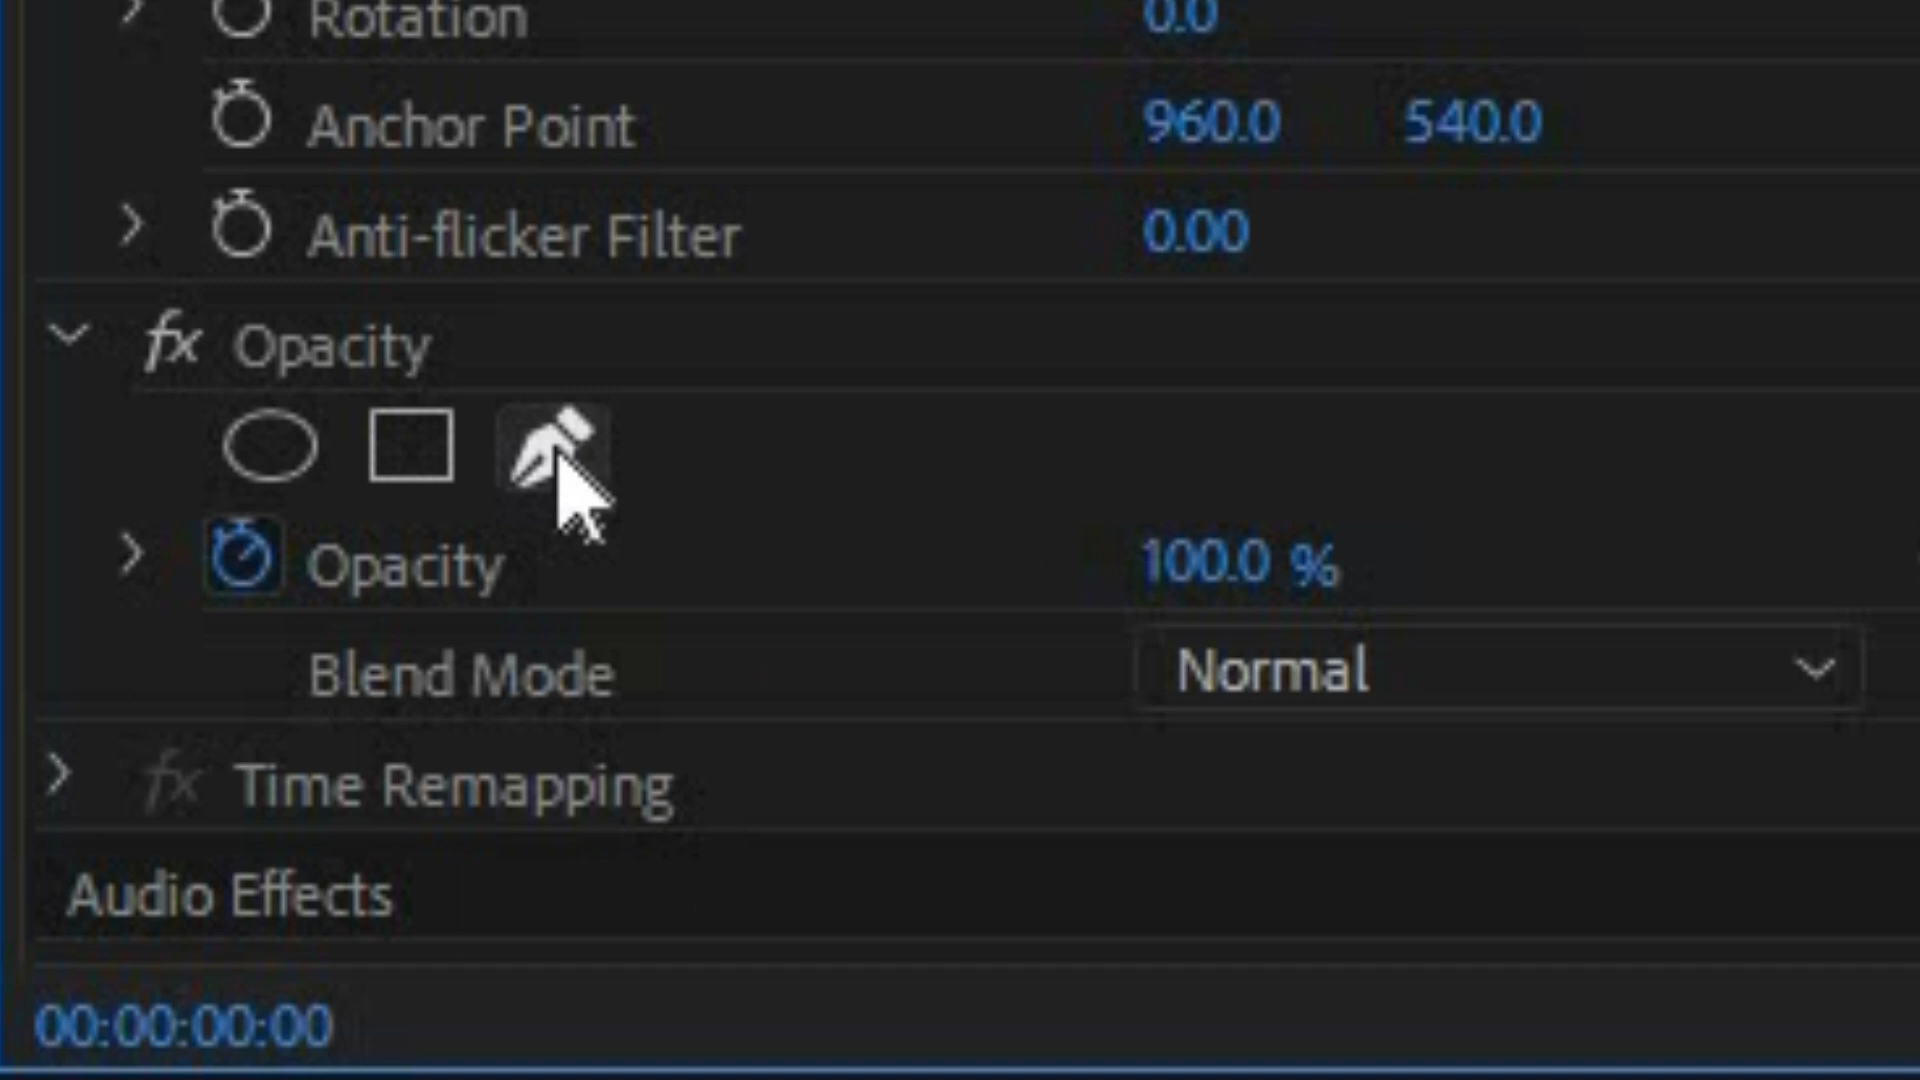 Rotation 0.0
Anchor Point 960.0 540.0
Anti-flicker Filter 0.00
fx Opacity
Opacity 100.0 %
Blend Mode Normal
fx Time Remapping
Audio Effects
00:00:00:00